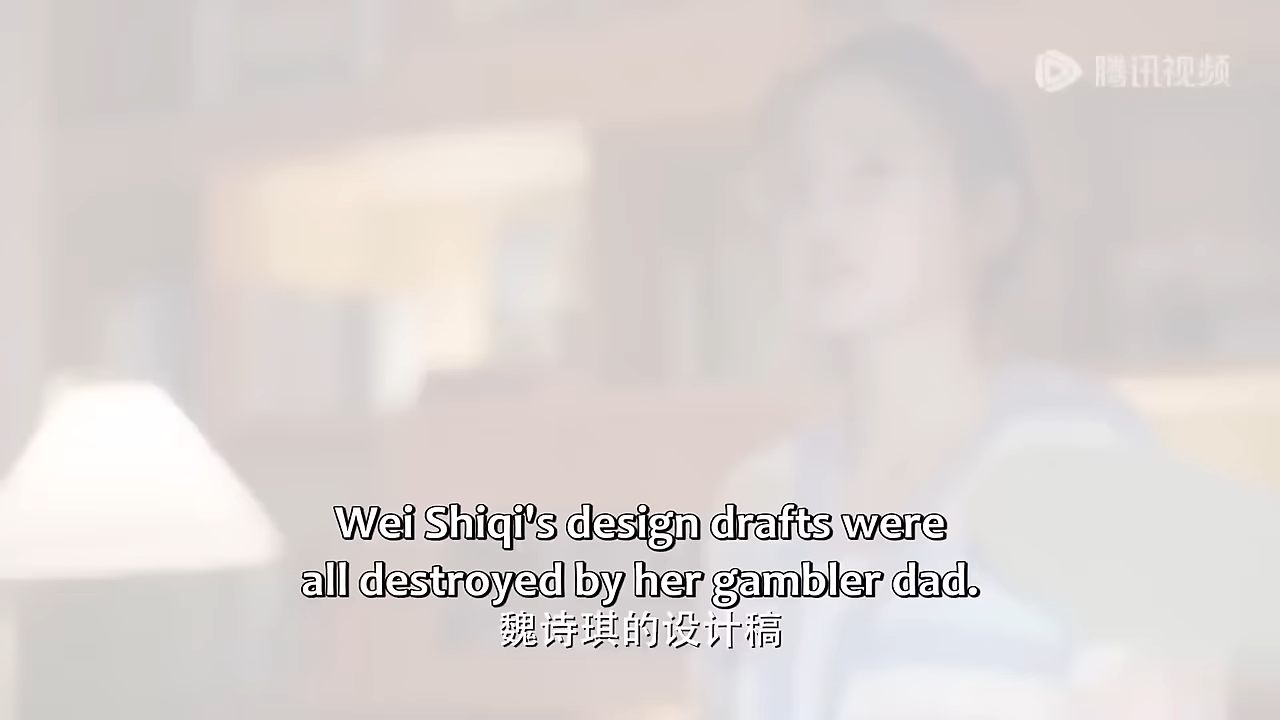 腾讯视频
Wei Shiqi's design drafts were
all destroyed by her gambler dad.
魏诗琪的设计稿